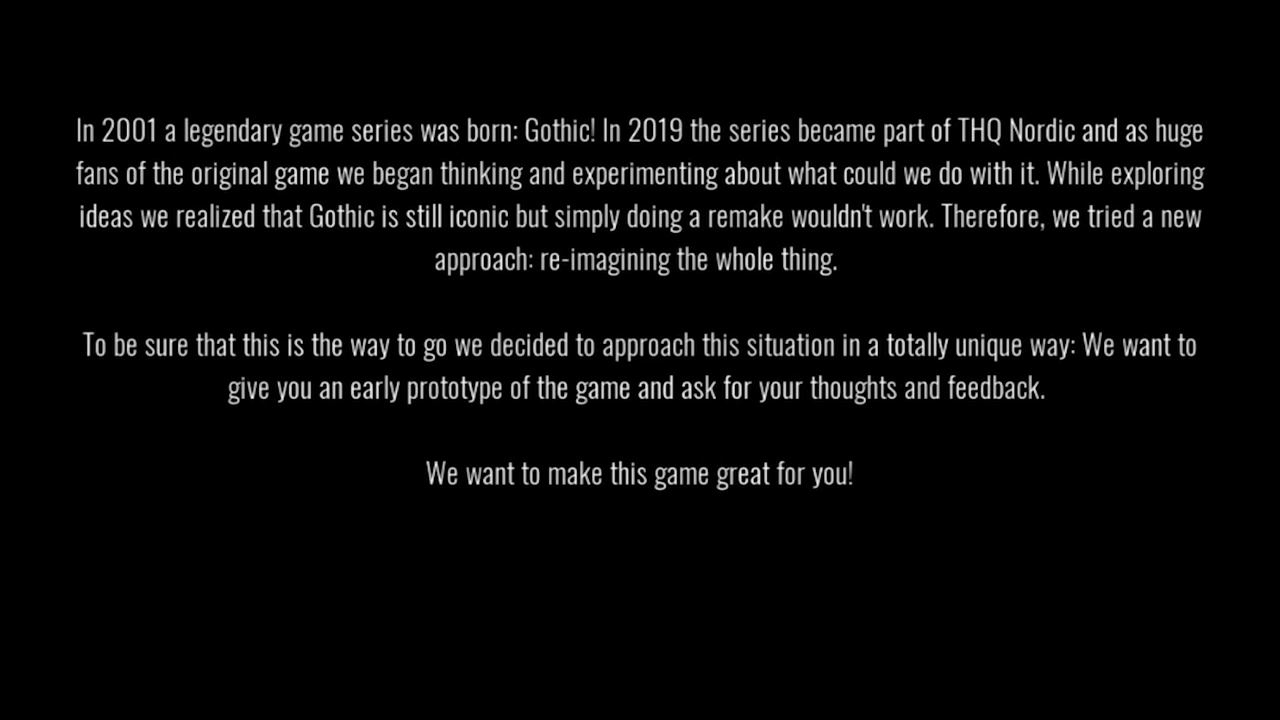 In 2001 a legendary game series was born: Gothic! In 2019 the series became part of THQ Nordic and as huge
fans of the original game we began thinking and experimenting about what could we do with it. While exploring
ideas we realized that Gothic is still iconic but simply doing a remake wouldn't work. Therefore, we tried a new
approach: re-imagining the whole thing.
To be sure that this is the way to go we decided to approach this situation in a totally unique way: We want to
give you an early prototype of the game and ask for your thoughts and feedback.
We want to make this game great for you!